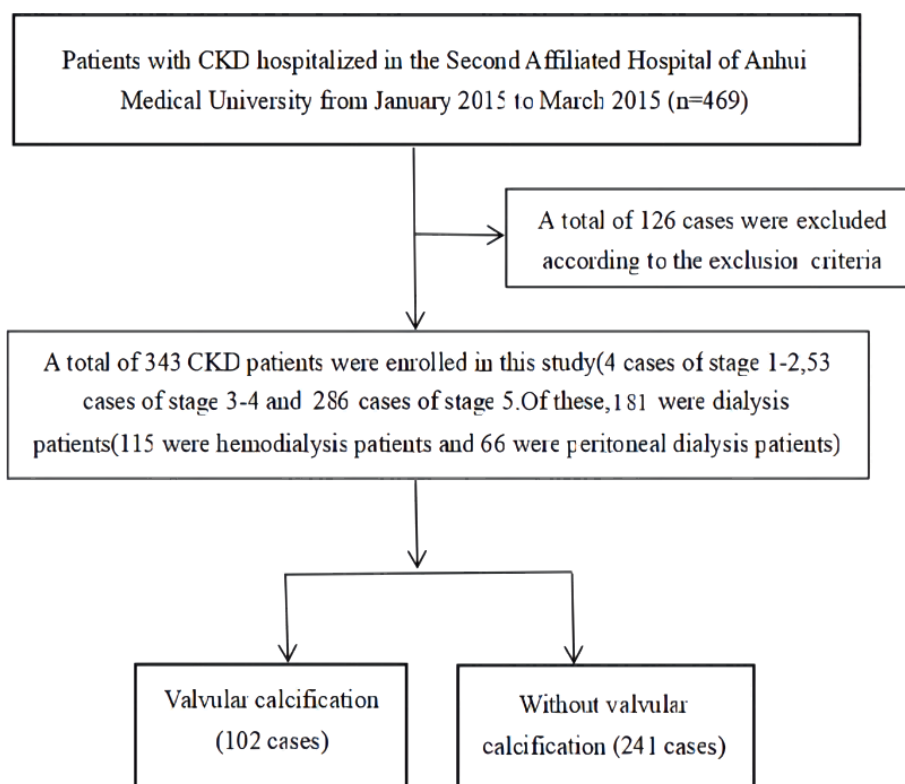 Patients with CKD hospitalized in the Second Affiliated Hospital of Anhui
Medical University from January 2015 to March 2015 (n=469)
A total of 126 cases were excluded
according to the exclusion criteria
A total of 343 CKD patients were enrolled in this study(4 cases of stage 1-2,53
cases of stage 3-4 and 286 cases of stage 5.Of these,181 were dialysis
patients(115 were hemodialysis patients and 66 were peritoneal dialysis patients)
Valvular calcification
(102 cases)
Without valvular
calcification (241 cases)